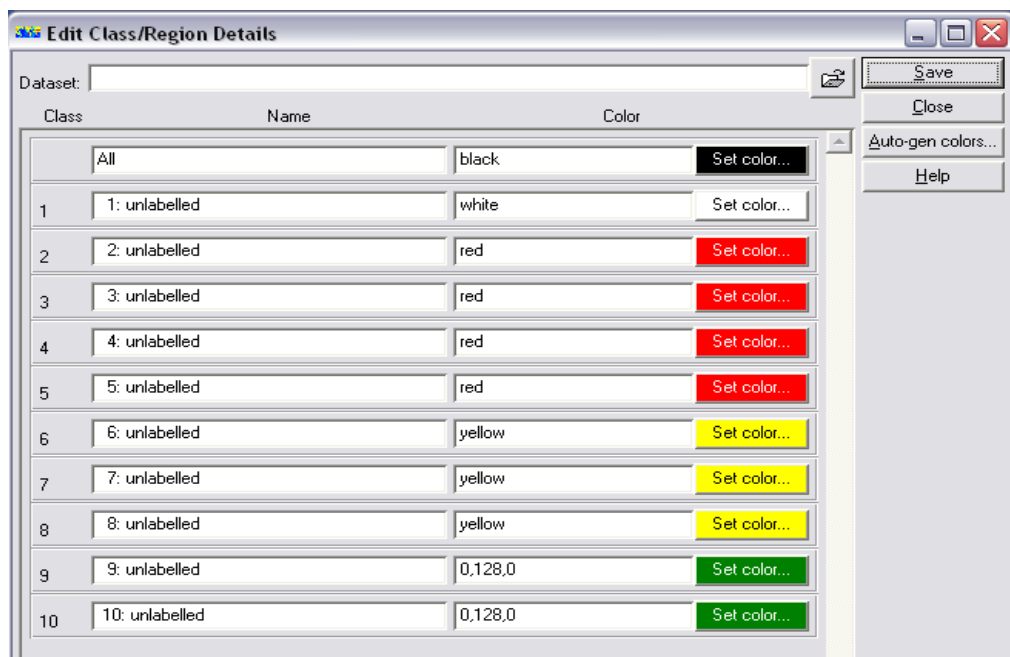 Edit Class/Region Details
Dataset:
Save
Close
Auto-gen colors...
Help
Class Name Color
All black Set color...
1 1: unlabelled white Set color...
2 2: unlabelled red Set color...
3 3: unlabelled red Set color...
4 4: unlabelled red Set color...
5 5: unlabelled red Set color...
6 6: unlabelled yellow Set color...
7 7: unlabelled yellow Set color...
8 8: unlabelled yellow Set color...
9 9: unlabelled 0,128,0 Set color...
10 10: unlabelled 0,128,0 Set color...